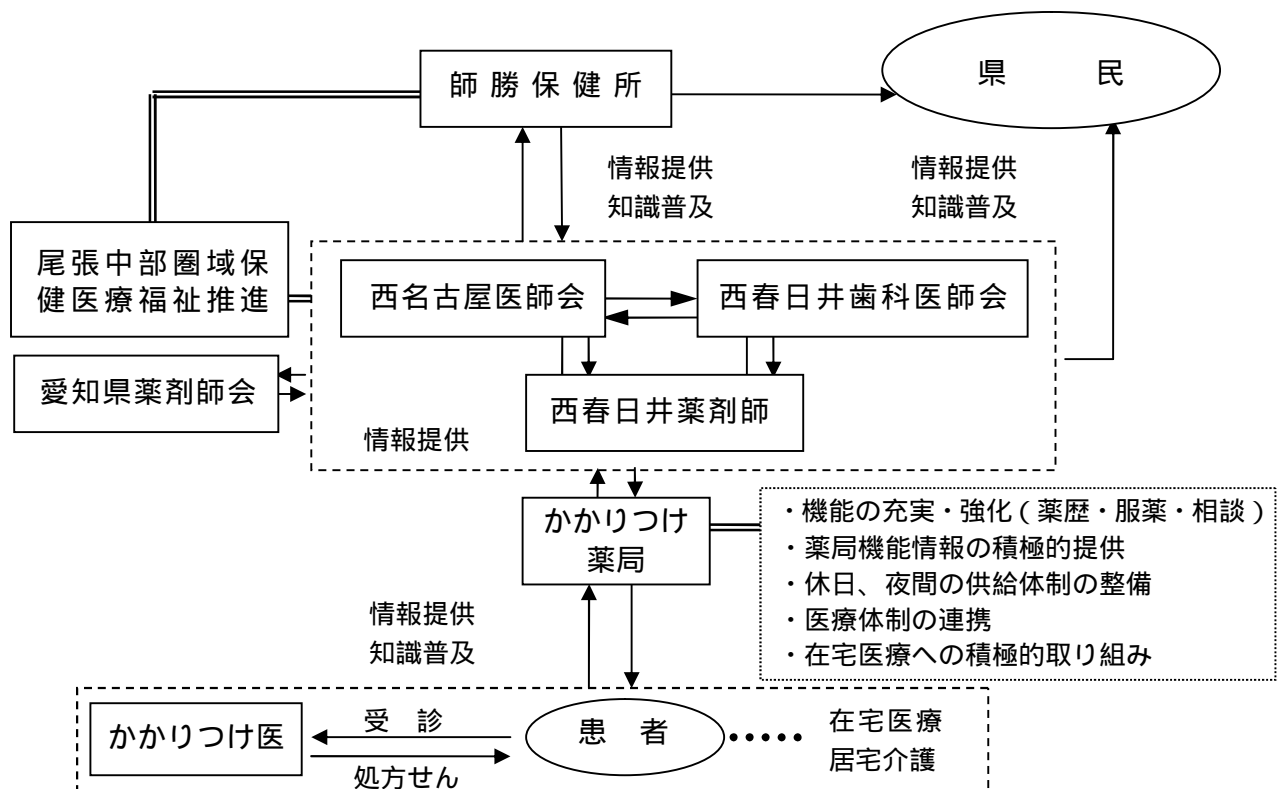 師勝保健所
県 民
情報提供
知識普及
情報提供
知識普及
尾張中部圏域保
健医療福祉推進
西名古屋医師会
西春日井歯科医師会
愛知県薬剤師会
西春日井薬剤師
情報提供
かかりつけ
薬局
・機能の充実・強化(薬歴・服薬・相談)
・薬局機能情報の積極的提供
・休日、夜間の供給体制の整備
・医療体制の連携
・在宅医療への積極的取り組み
情報提供
知識普及
かかりつけ医
受 診
処方せん
患 者
在宅医療
居宅介護